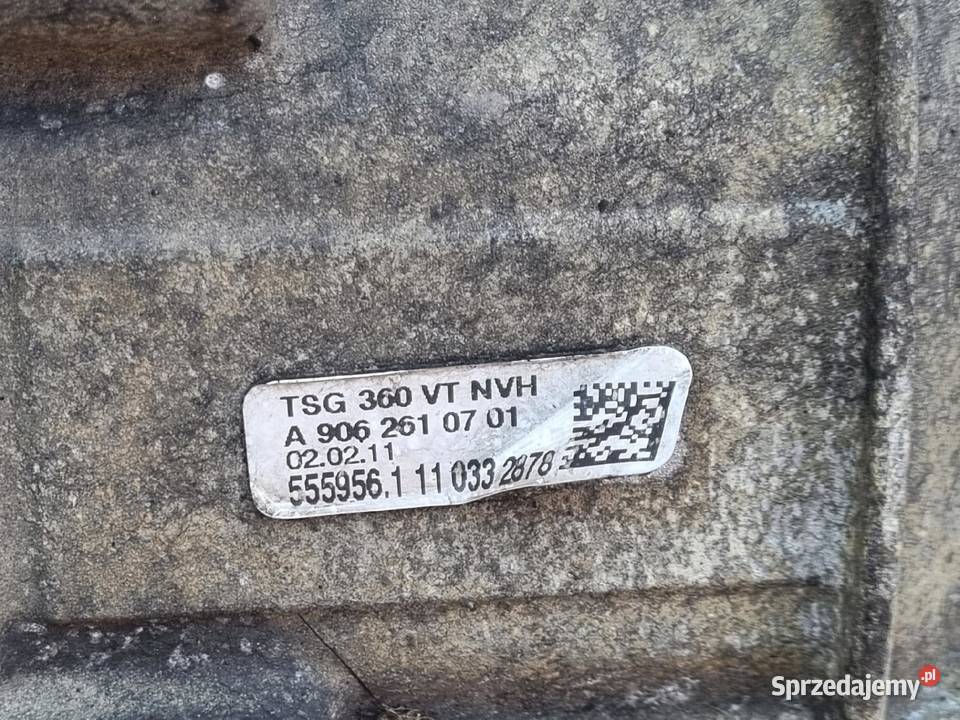 TSG 360 VT NVH
A 906 261 07 01
02.02.11
555956.1 11 033 2878
Sprzedajemy.pl